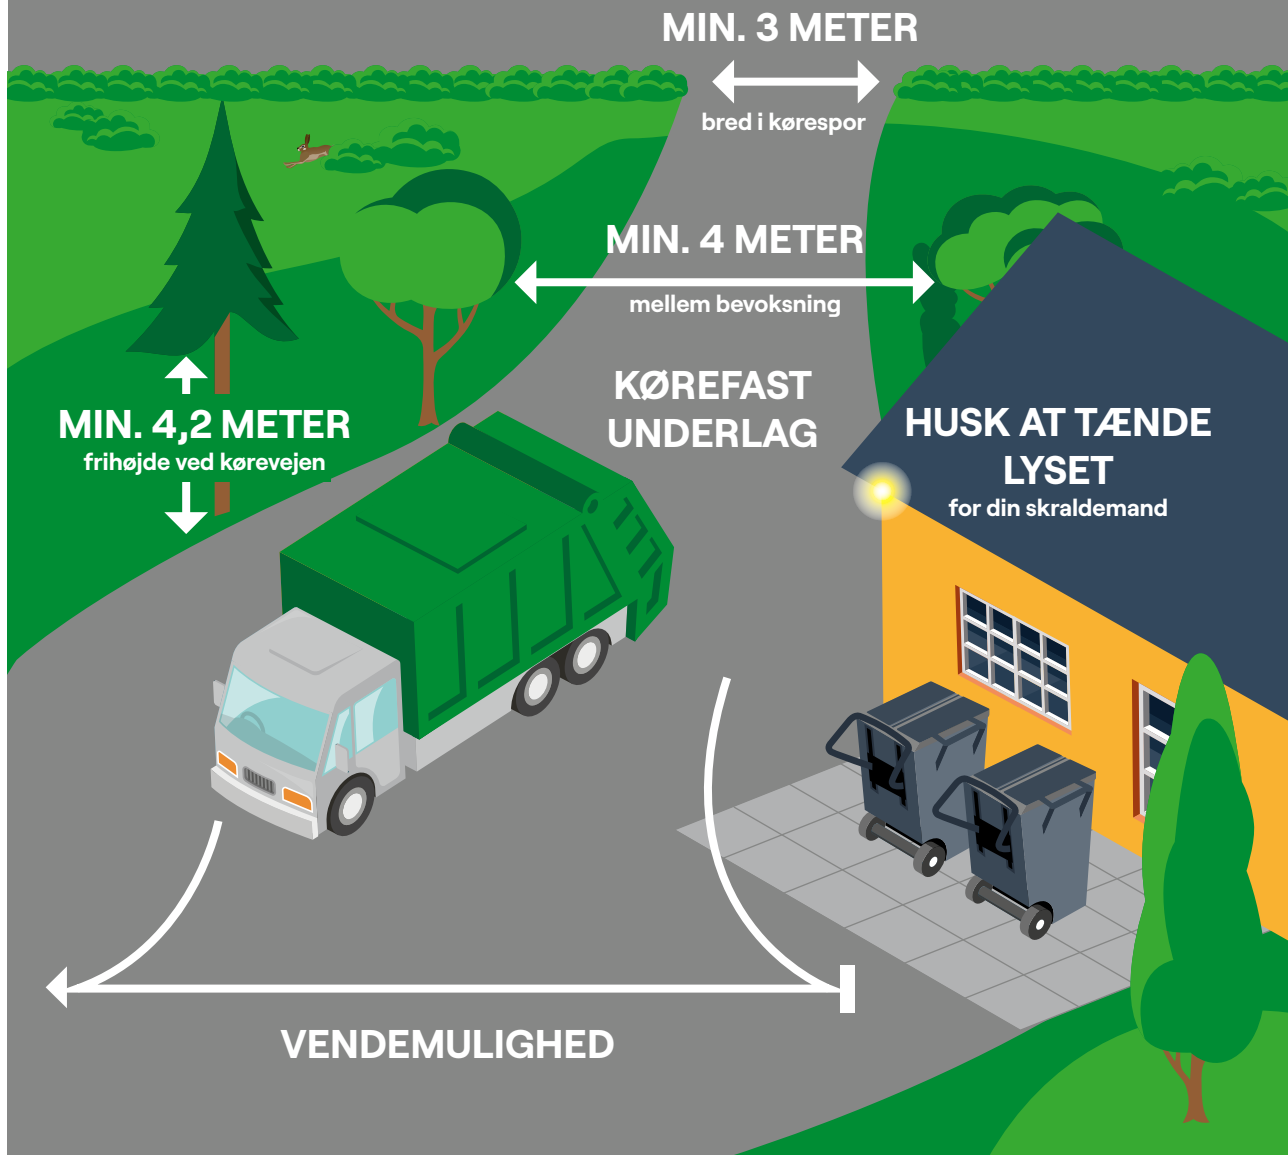 MIN. 3 METER
bred i kørespor
MIN. 4 METER
mellem bevoksning
KØREFAST
UNDERLAG
MIN. 4,2 METER
frihøjde ved kørevejen
HUSK AT TÆNDE
LYSET
for din skraldemand
VENDEMULIGHED